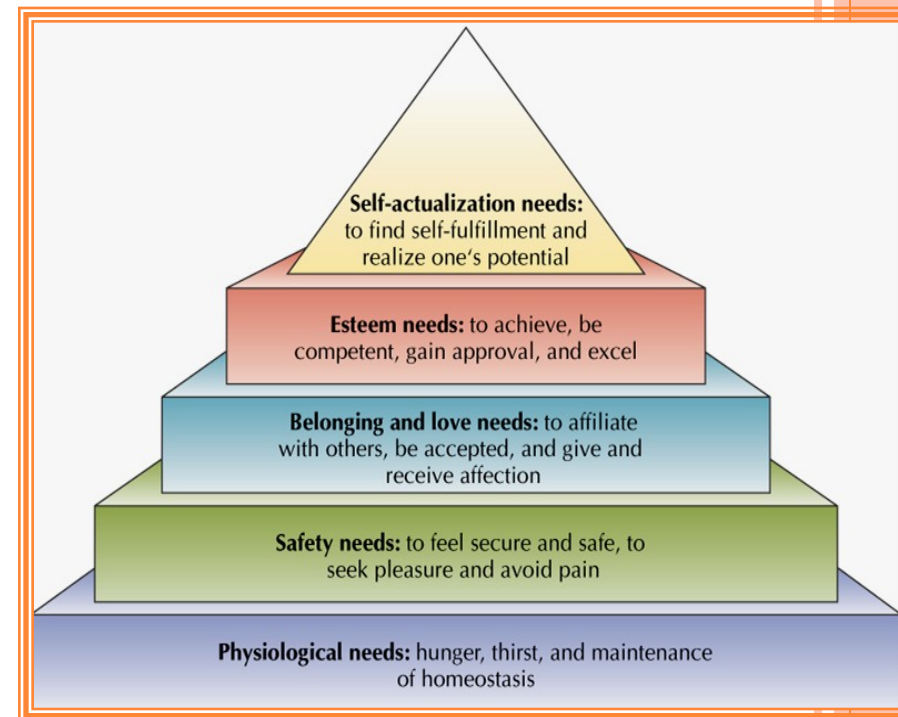 Self-actualization needs:
to find self-fulfillment and
realize one‘s potential
Esteem needs: to achieve, be
competent, gain approval, and excel
Belonging and love needs: to affiliate
with others, be accepted, and give and
receive affection
Safety needs: to feel secure and safe, to
seek pleasure and avoid pain
Physiological needs: hunger, thirst, and maintenance
of homeostasis